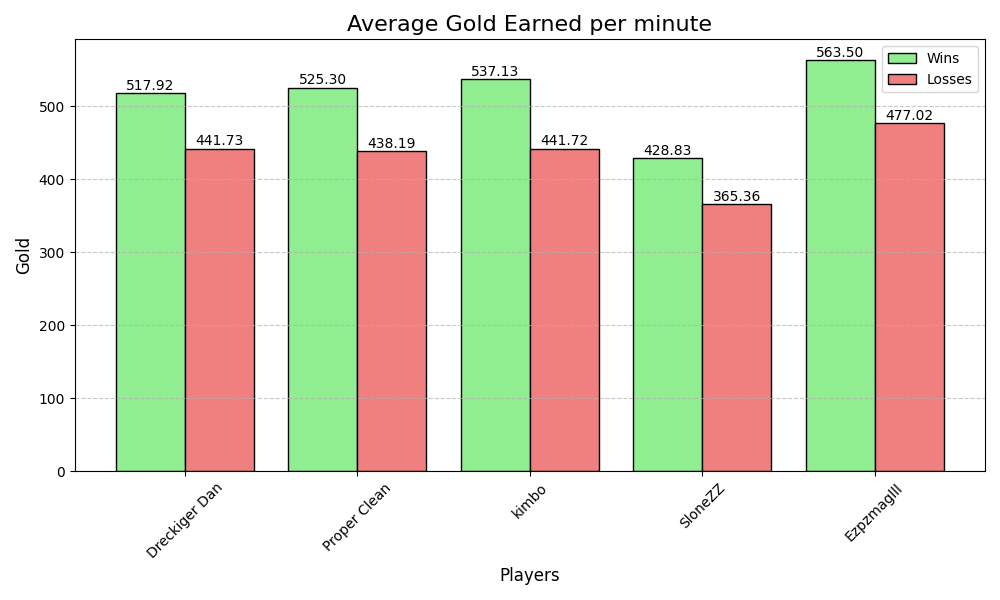 Average Gold Earned per minute
Wins
Losses
517.92
441.73
525.30
438.19
537.13
441.72
428.83
365.36
563.50
477.02
Gold
500
400
300
200
100
0
Dreckiger Dan
Proper Clean
kimbo
SloneZZ
EzpzmagIII
Players